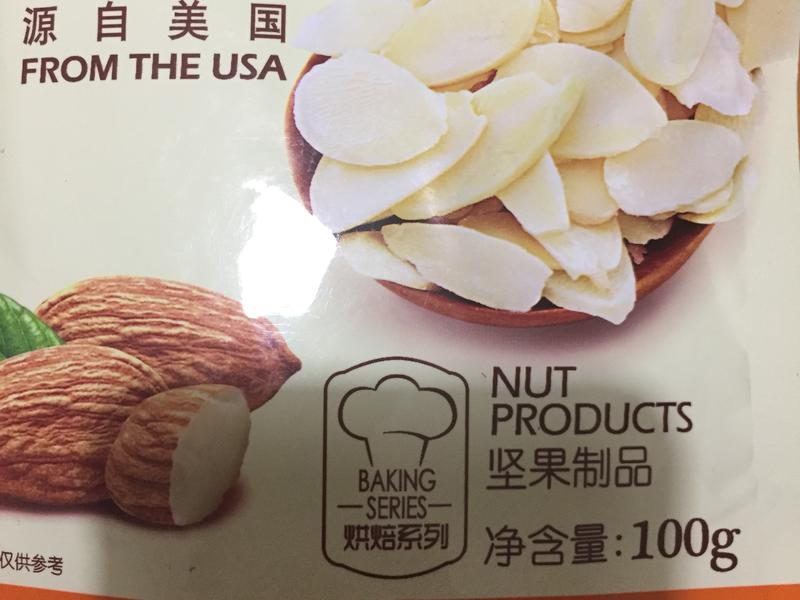 源自美国
FROM THE USA
NUT
PRODUCTS
坚果制品
BAKING
SERIES
烘焙系列
净含量:100g
仅供参考